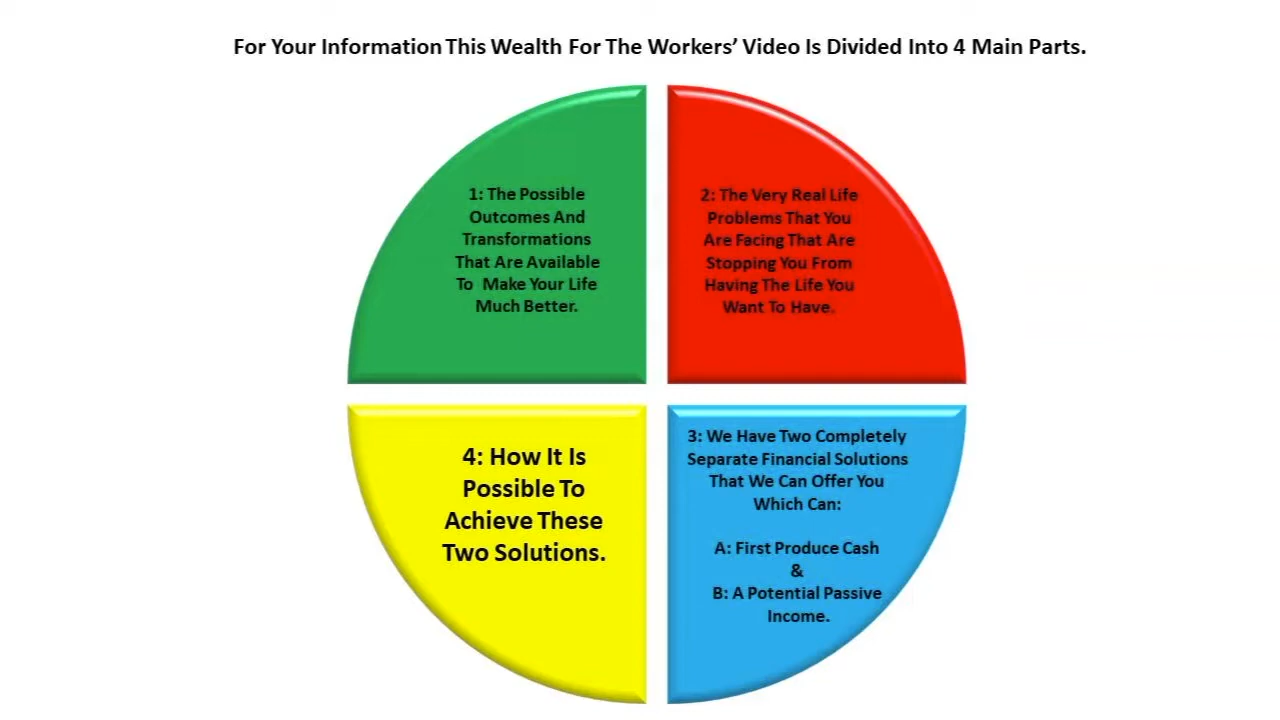 For Your Information This Wealth For The Workers’ Video Is Divided Into 4 Main Parts.
1: The Possible
Outcomes And
Transformations
That Are Available
To  Make Your Life
Much Better.
2: The Very Real Life
Problems That You
Are Facing That Are
Stopping You From
Having The Life You
Want To Have.
3: We Have Two Completely
Separate Financial Solutions
That We Can Offer You
Which Can:
A: First Produce Cash
&
B: A Potential Passive
Income.
4: How It Is
Possible To
Achieve These
Two Solutions.